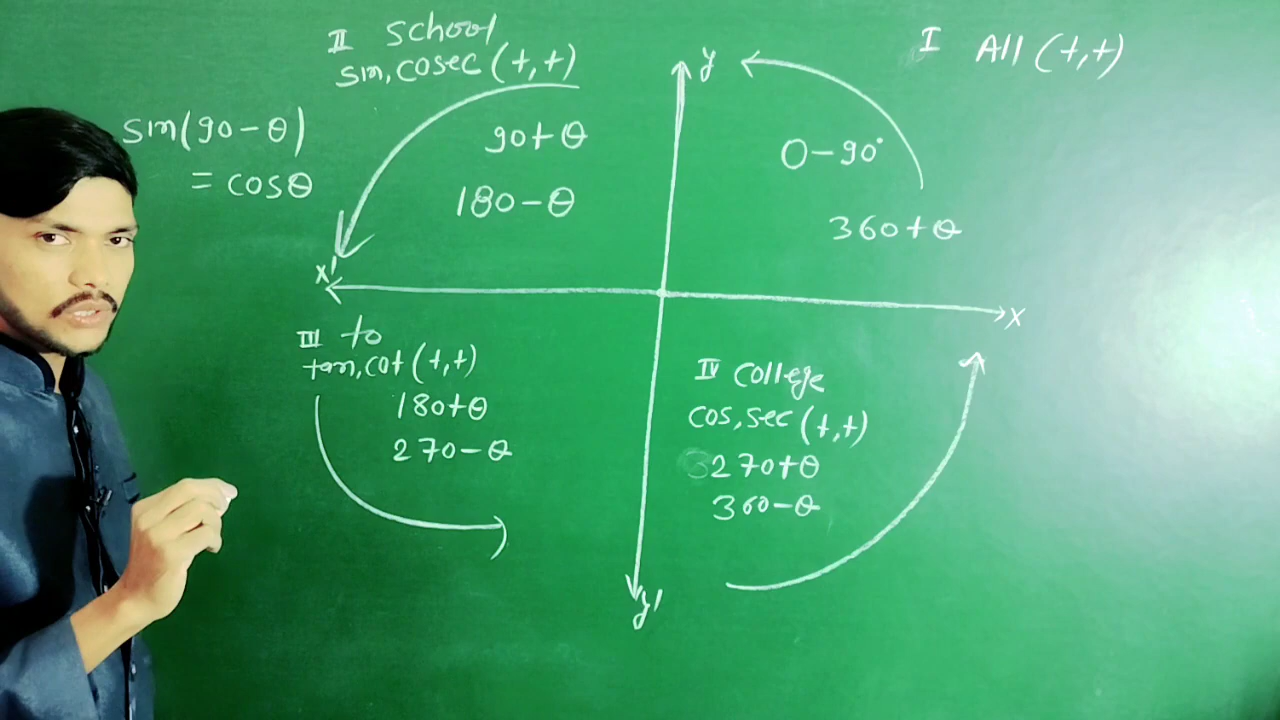 II School
sin, cosec (+,+)
90+θ
180-θ
sin(90-θ)
= cosθ
y
I All (+,+)
0-90°
360+θ
x'
x
III to
tan, cot (+,+)
180+θ
270-θ
IV College
cos, sec (+,+)
270+θ
360-θ
y'